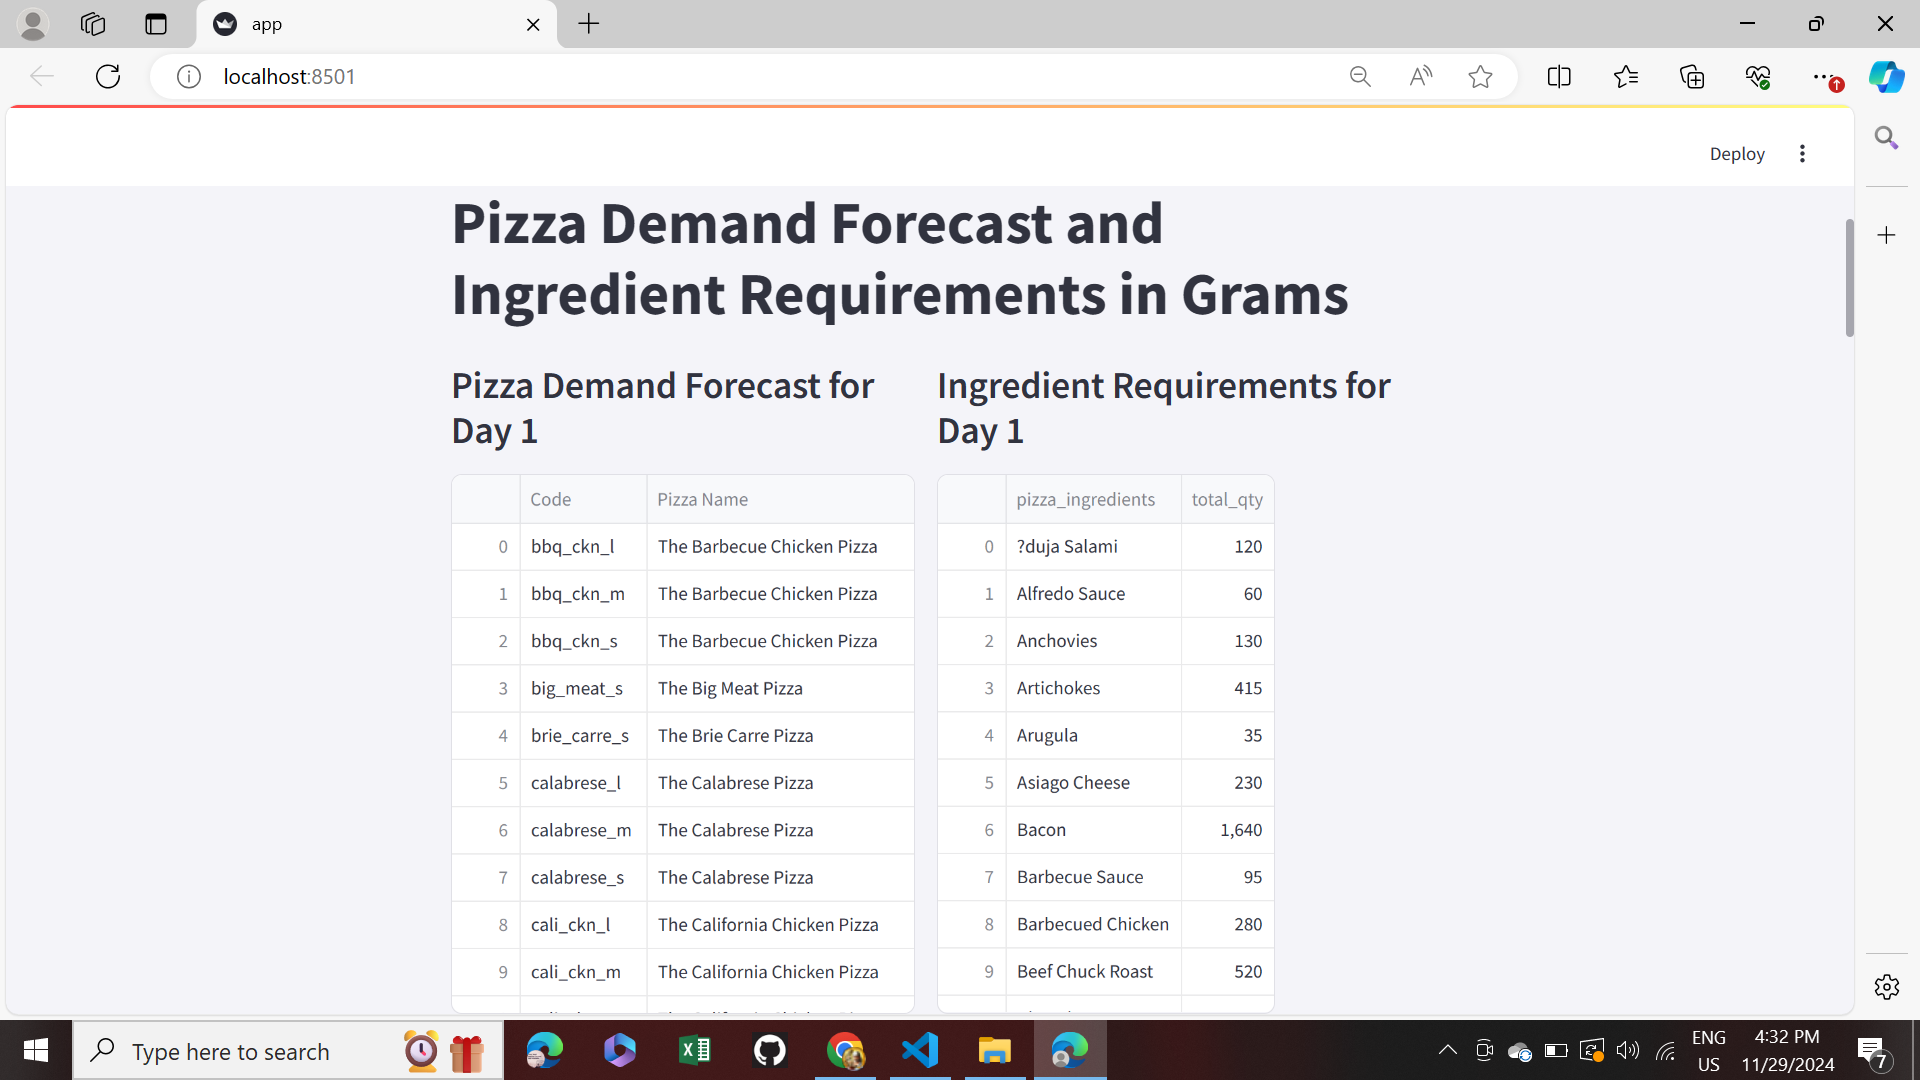 app
localhost:8501
Deploy
Pizza Demand Forecast and
Ingredient Requirements in Grams
Pizza Demand Forecast for
Day 1
Code Pizza Name
0 bbq_ckn_l The Barbecue Chicken Pizza
1 bbq_ckn_m The Barbecue Chicken Pizza
2 bbq_ckn_s The Barbecue Chicken Pizza
3 big_meat_s The Big Meat Pizza
4 brie_carre_s The Brie Carre Pizza
5 calabrese_l The Calabrese Pizza
6 calabrese_m The Calabrese Pizza
7 calabrese_s The Calabrese Pizza
8 cali_ckn_l The California Chicken Pizza
9 cali_ckn_m The California Chicken Pizza
Ingredient Requirements for
Day 1
pizza_ingredients total_qty
0 ?duja Salami 120
1 Alfredo Sauce 60
2 Anchovies 130
3 Artichokes 415
4 Arugula 35
5 Asiago Cheese 230
6 Bacon 1,640
7 Barbecue Sauce 95
8 Barbecued Chicken 280
9 Beef Chuck Roast 520
Type here to search
ENG
US
4:32 PM
11/29/2024
7